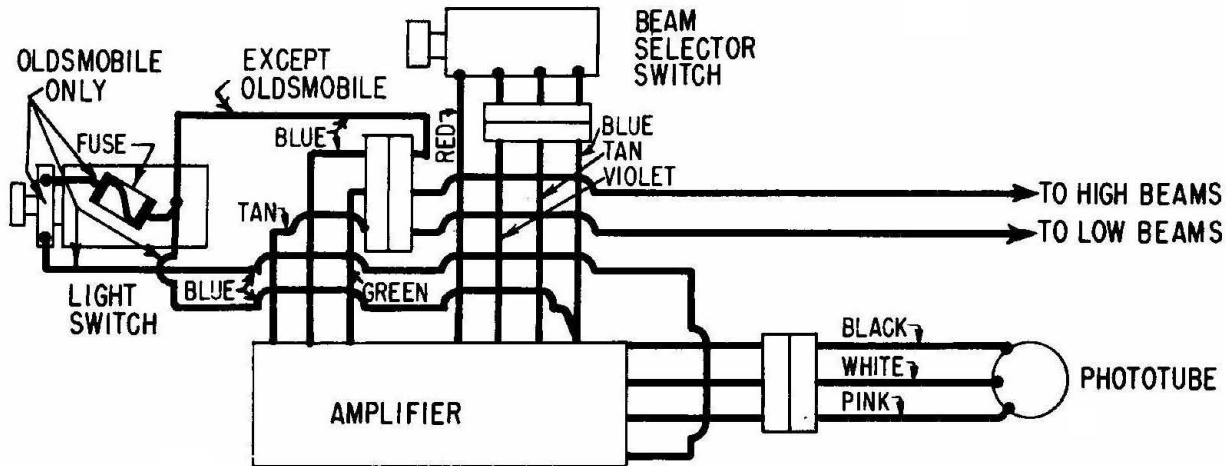 BEAM
SELECTOR
SWITCH
OLDSMOBILE
ONLY
EXCEPT
OLDSMOBILE
FUSE
BLUE
RED
BLUE
TAN
VIOLET
TAN
TO HIGH BEAMS
TO LOW BEAMS
LIGHT
SWITCH
BLUE
GREEN
BLACK
WHITE
PINK
PHOTOTUBE
AMPLIFIER